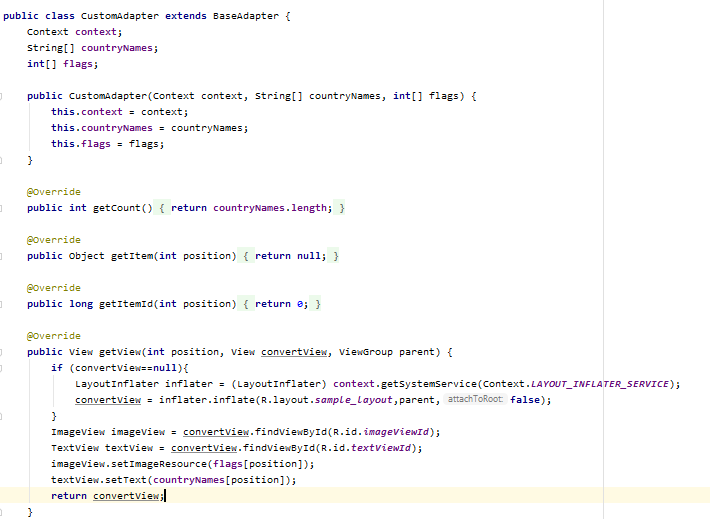 public class CustomAdapter extends BaseAdapter {
    Context context;
    String[] countryNames;
    int[] flags;

    public CustomAdapter(Context context, String[] countryNames, int[] flags) {
        this.context = context;
        this.countryNames = countryNames;
        this.flags = flags;
    }

    @Override
    public int getCount() { return countryNames.length; }

    @Override
    public Object getItem(int position) { return null; }

    @Override
    public long getItemId(int position) { return 0; }

    @Override
    public View getView(int position, View convertView, ViewGroup parent) {
        if (convertView==null){
            LayoutInflater inflater = (LayoutInflater) context.getSystemService(Context.LAYOUT_INFLATER_SERVICE);
            convertView = inflater.inflate(R.layout.sample_layout,parent, attachToRoot: false);
        }
        ImageView imageView = convertView.findViewById(R.id.imageViewId);
        TextView textView = convertView.findViewById(R.id.textViewId);
        imageView.setImageResource(flags[position]);
        textView.setText(countryNames[position]);
        return convertView;
    }